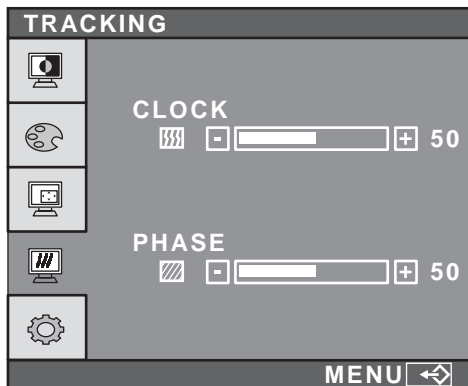 TRACKING
CLOCK
- + 50
PHASE
- + 50
MENU